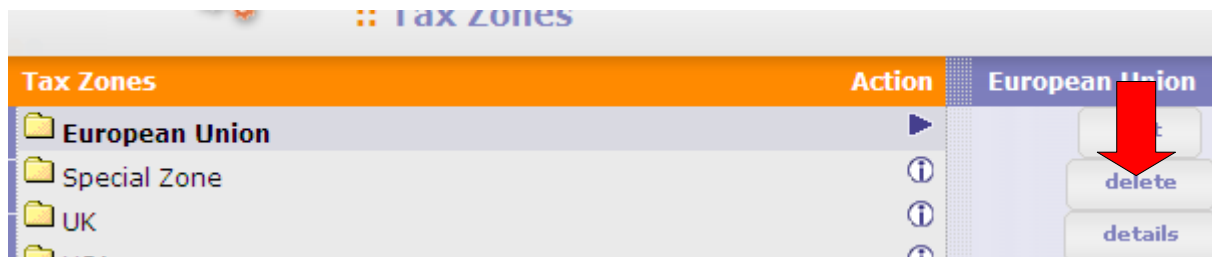 :: Tax Zones
Tax Zones Action European Union
European Union
Special Zone
delete
UK
details